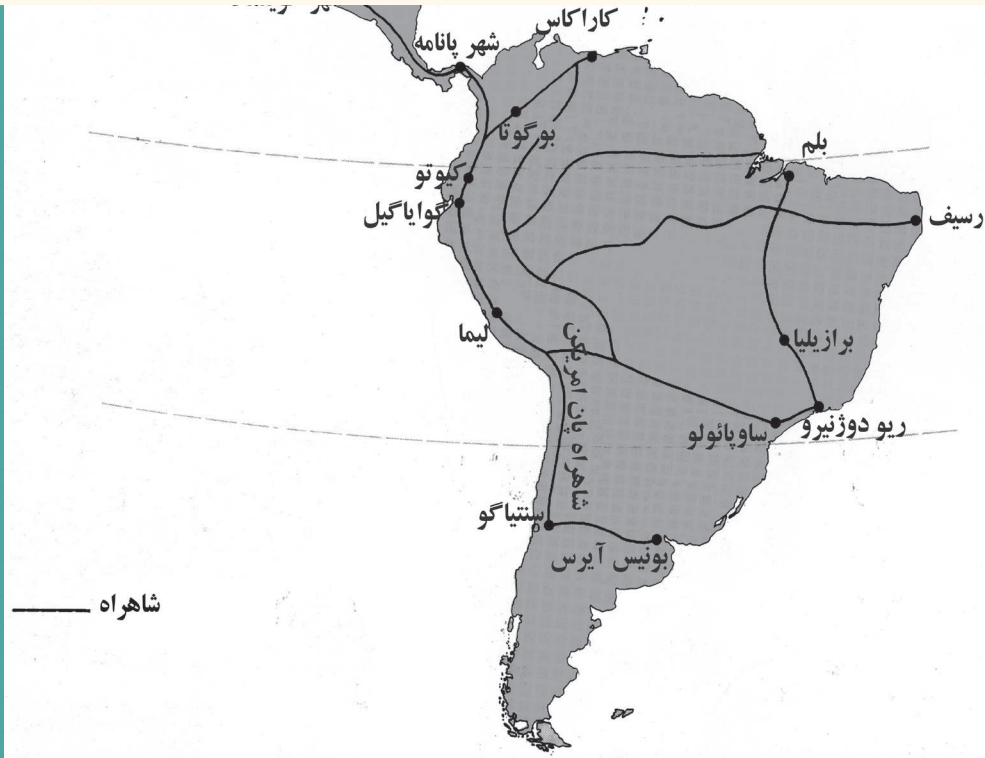 کاراکاس
شهر پانامه
بوگوتا
بلم
کیوتو
گوایاگیل
رسیف
لیما
برازیلیا
شاهراه پان امریکن
ریو دوژنیرو
ساوپائولو
سنتیاگو
بونیس آیرس
شاهراه